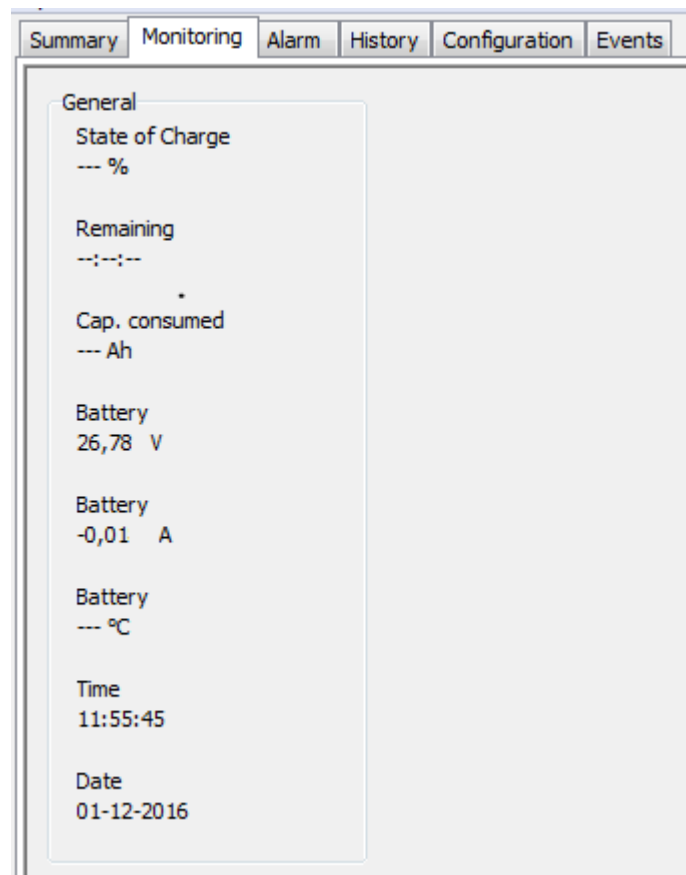 Summary Monitoring Alarm History Configuration Events
General
State of Charge
--- %
Remaining
--:--:--
Cap. consumed
--- Ah
Battery
26,78 V
Battery
-0,01 A
Battery
--- ºC
Time
11:55:45
Date
01-12-2016